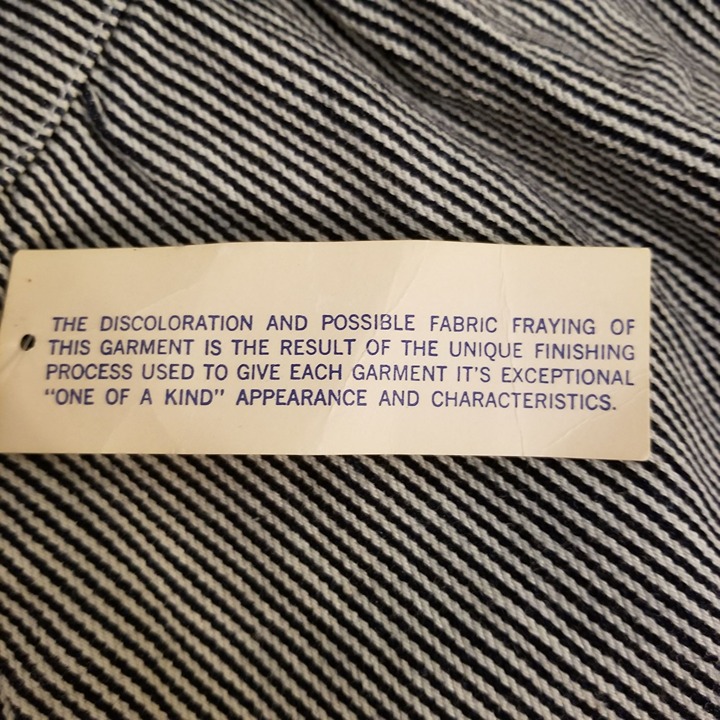 THE DISCOLORATION AND POSSIBLE FABRIC FRAYING OF
THIS GARMENT IS THE RESULT OF THE UNIQUE FINISHING
PROCESS USED TO GIVE EACH GARMENT IT'S EXCEPTIONAL
“ONE OF A KIND” APPEARANCE AND CHARACTERISTICS.